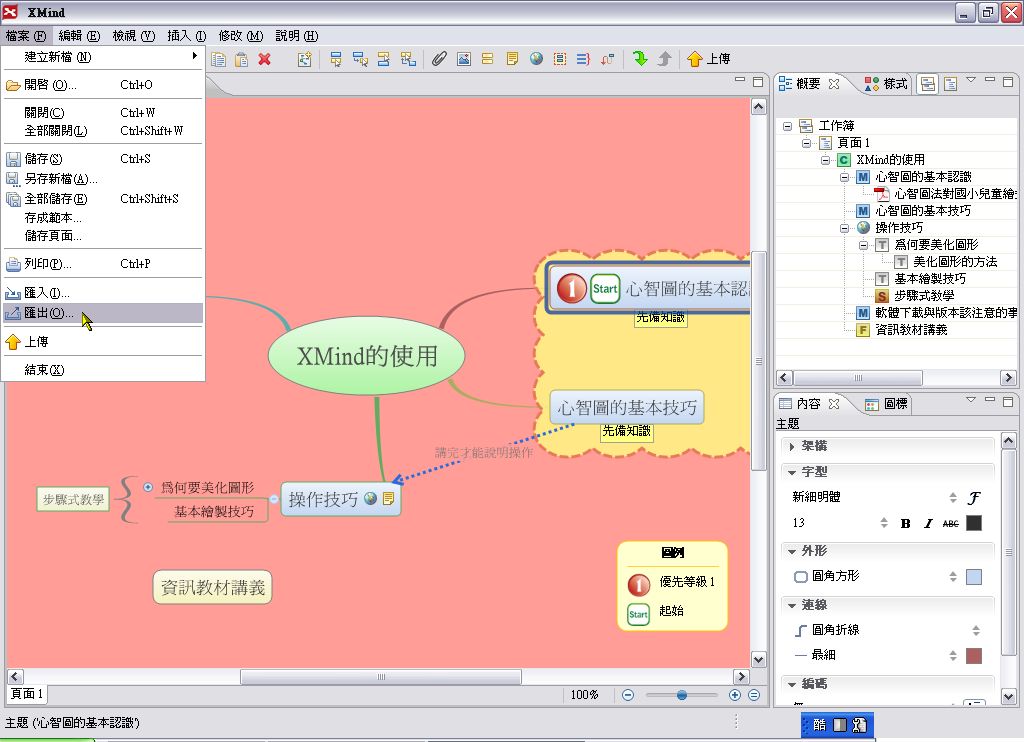 XMind
檔案(F) 編輯(E) 檢視(V) 插入(I) 修改(M) 說明(H)
建立新檔(N)
開啓(O)... Ctrl+O
關閉(C) Ctrl+W
全部關閉(L) Ctrl+Shift+W
儲存(S) Ctrl+S
另存新檔(A)...
全部儲存(E) Ctrl+Shift+S
存成範本...
儲存頁面...
列印(P)... Ctrl+P
匯入(I)...
匯出(O)...
上傳
結束(X)
上傳
XMind的使用
1 Start 心智圖的基本認
先備知識
心智圖的基本技巧
先備知識
講完才能說明操作
操作技巧
爲何要美化圖形
基本繪製技巧
步驟式教學
資訊教材講義
圖例
1 優先等級 1
Start 起始
頁面 1
100%
主題 ('心智圖的基本認識')
概要 樣式
工作簿
頁面 1
C XMind的使用
M 心智圖的基本認識
心智圖法對國小兒童繪
M 心智圖的基本技巧
操作技巧
T 爲何要美化圖形
T 美化圖形的方法
T 基本繪製技巧
S 步驟式教學
M 軟體下載與版本該注意的事
F 資訊教材講義
內容 圖標
主題
架構
字型
新細明體 F
13 B I ABC
外形
圓角方形
連線
圓角折線
最細
編碼
酷